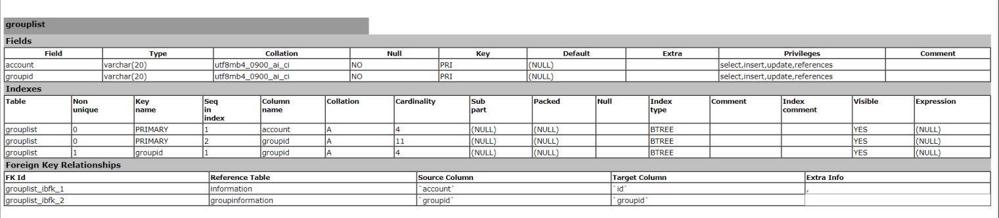 grouplist
Fields
Field Type Collation Null Key Default Extra Privileges Comment
account varchar(20) utf8mb4_0900_ai_ci NO PRI (NULL) select,insert,update,references
groupid varchar(20) utf8mb4_0900_ai_ci NO PRI (NULL) select,insert,update,references
Indexes
Table Non unique Key name Seq in index Column name Collation Cardinality Sub part Packed Null Index type Comment Index comment Visible Expression
grouplist 0 PRIMARY 1 account A 4 (NULL) (NULL) BTREE YES (NULL)
grouplist 0 PRIMARY 2 groupid A 11 (NULL) (NULL) BTREE YES (NULL)
grouplist 1 groupid 1 groupid A 4 (NULL) (NULL) BTREE YES (NULL)
Foreign Key Relationships
FK Id Reference Table Source Column Target Column Extra Info
grouplist_ibfk_1 information `account` `id` ,
grouplist_ibfk_2 groupinformation `groupid` `groupid`